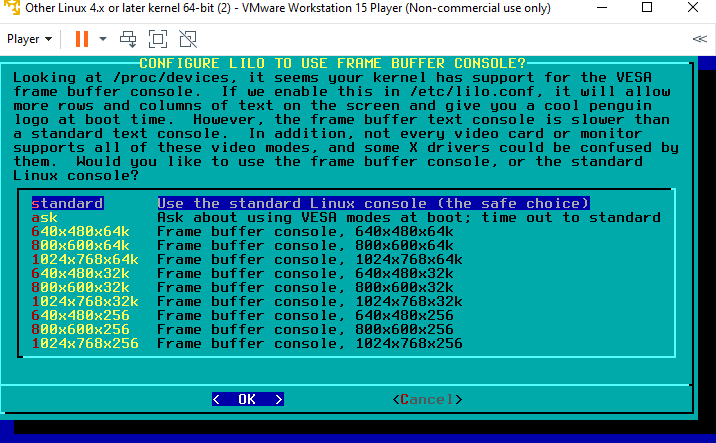 Other Linux 4.x or later kernel 64-bit (2) - VMware Workstation 15 Player (Non-commercial use only)
Player
CONFIGURE LILO TO USE FRAME BUFFER CONSOLE?
Looking at /proc/devices, it seems your kernel has support for the VESA
frame buffer console.  If we enable this in /etc/lilo.conf, it will allow
more rows and columns of text on the screen and give you a cool penguin
logo at boot time.  However, the frame buffer text console is slower than
a standard text console.  In addition, not every video card or monitor
supports all of these video modes, and some X drivers could be confused by
them.  Would you like to use the frame buffer console, or the standard
Linux console?
standard Use the standard Linux console (the safe choice)
ask Ask about using VESA modes at boot; time out to standard
640x480x64k Frame buffer console, 640x480x64k
800x600x64k Frame buffer console, 800x600x64k
1024x768x64k Frame buffer console, 1024x768x64k
640x480x32k Frame buffer console, 640x480x32k
800x600x32k Frame buffer console, 800x600x32k
1024x768x32k Frame buffer console, 1024x768x32k
640x480x256 Frame buffer console, 640x480x256
800x600x256 Frame buffer console, 800x600x256
1024x768x256 Frame buffer console, 1024x768x256
< OK > <Cancel>